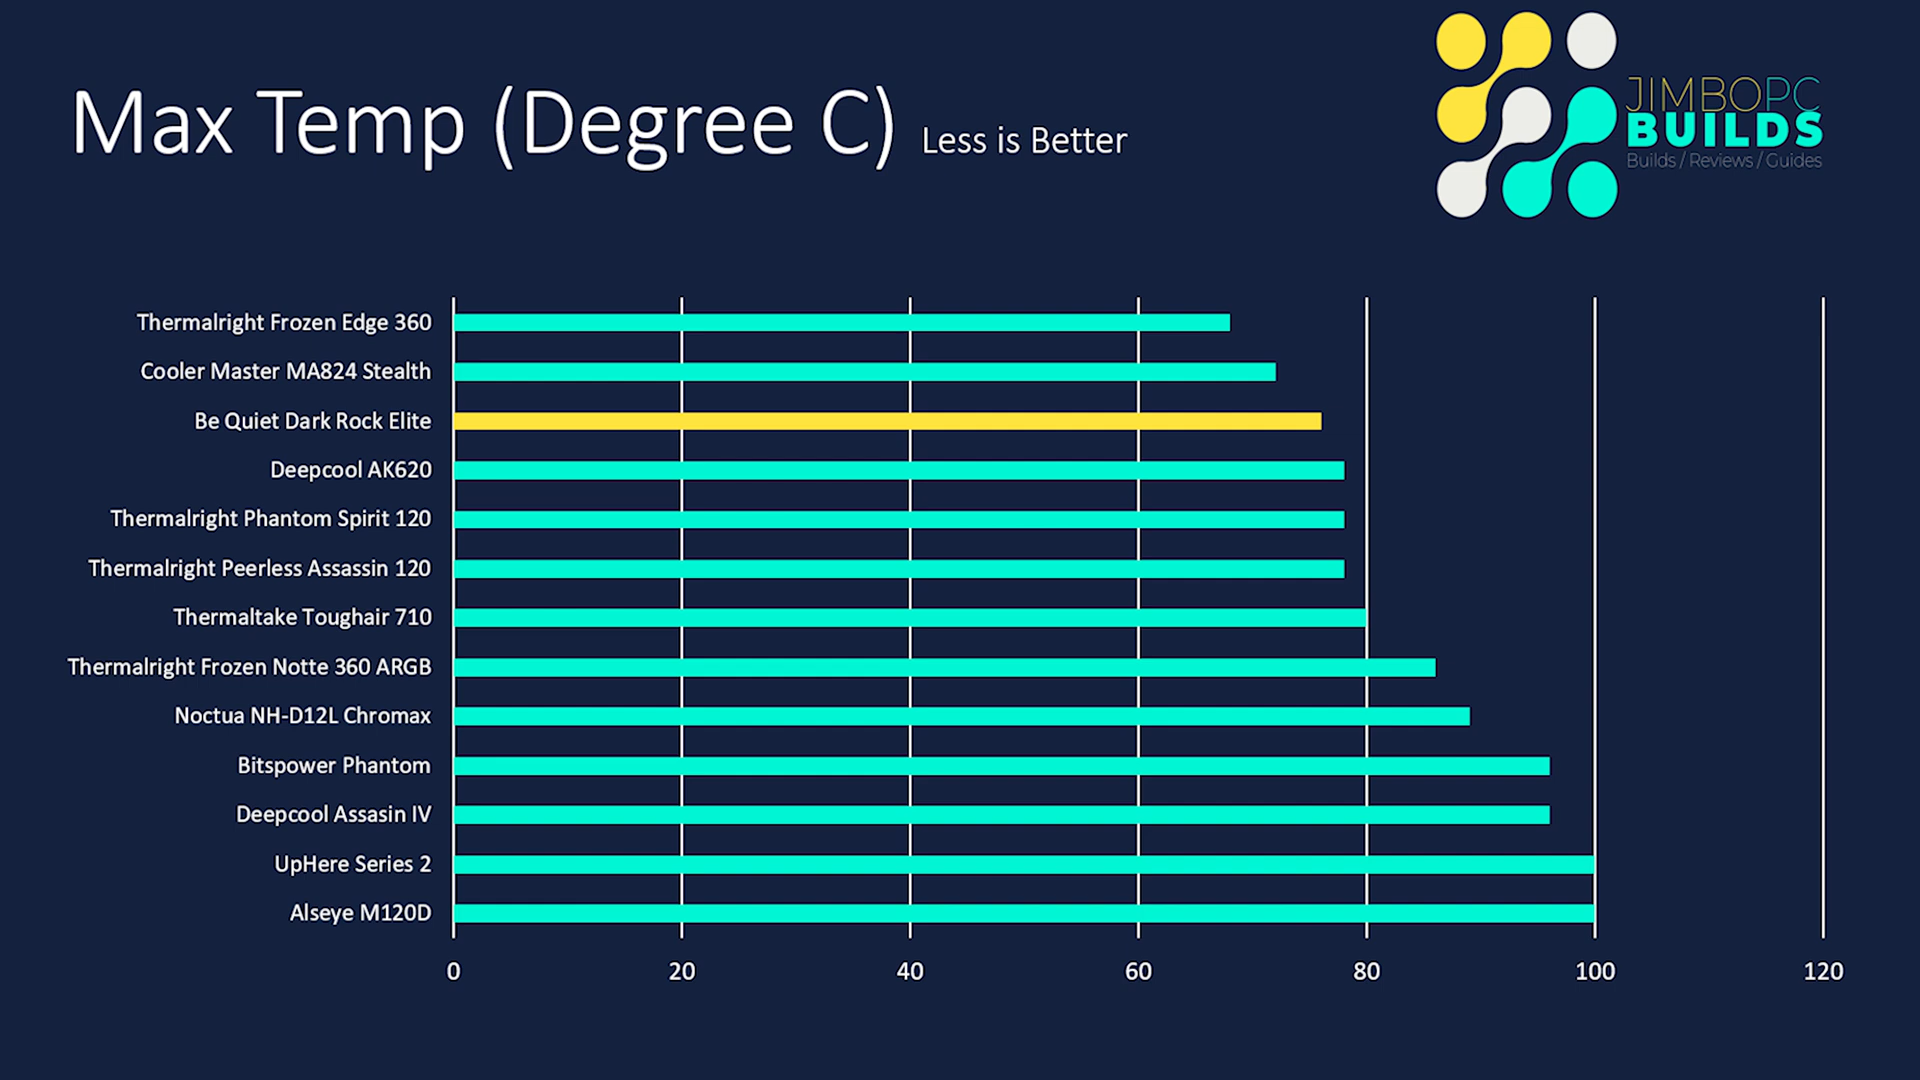 Max Temp (Degree C) Less is Better
JIMBOPC
BUILDS
Builds / Reviews / Guides
Thermalright Frozen Edge 360
Cooler Master MA824 Stealth
Be Quiet Dark Rock Elite
Deepcool AK620
Thermalright Phantom Spirit 120
Thermalright Peerless Assassin 120
Thermaltake Toughair 710
Thermalright Frozen Notte 360 ARGB
Noctua NH-D12L Chromax
Bitspower Phantom
Deepcool Assasin IV
UpHere Series 2
Alseye M120D
0 20 40 60 80 100 120